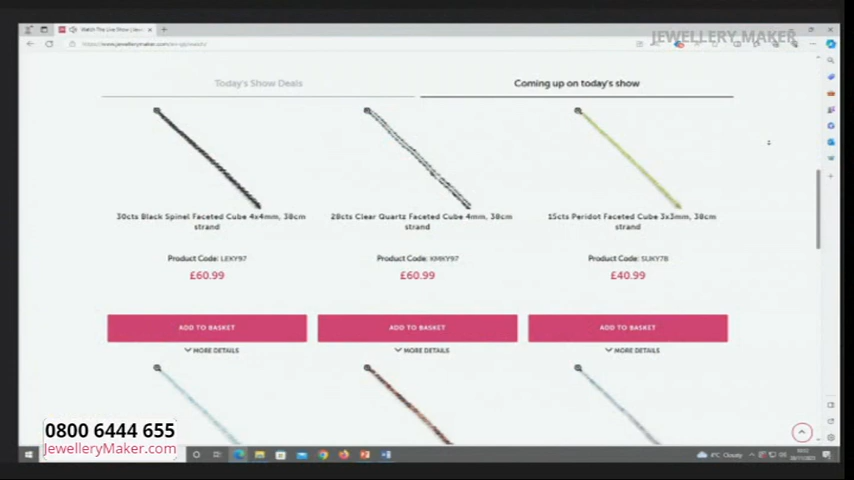 JEWELLERY MAKER
Today's Show Deals
Coming up on today's show
30cts Black Spinel Faceted Cube 4x4mm, 38cm
strand
28cts Clear Quartz Faceted Cube 4mm, 38cm
strand
15cts Peridot Faceted Cube 3x3mm, 38cm
strand
Product Code: LEKY97
Product Code: KMKY97
Product Code: SUKY78
£60.99
£60.99
£40.99
ADD TO BASKET
ADD TO BASKET
ADD TO BASKET
MORE DETAILS
MORE DETAILS
MORE DETAILS
0800 6444 655
JewelleryMaker.com
Cloudy